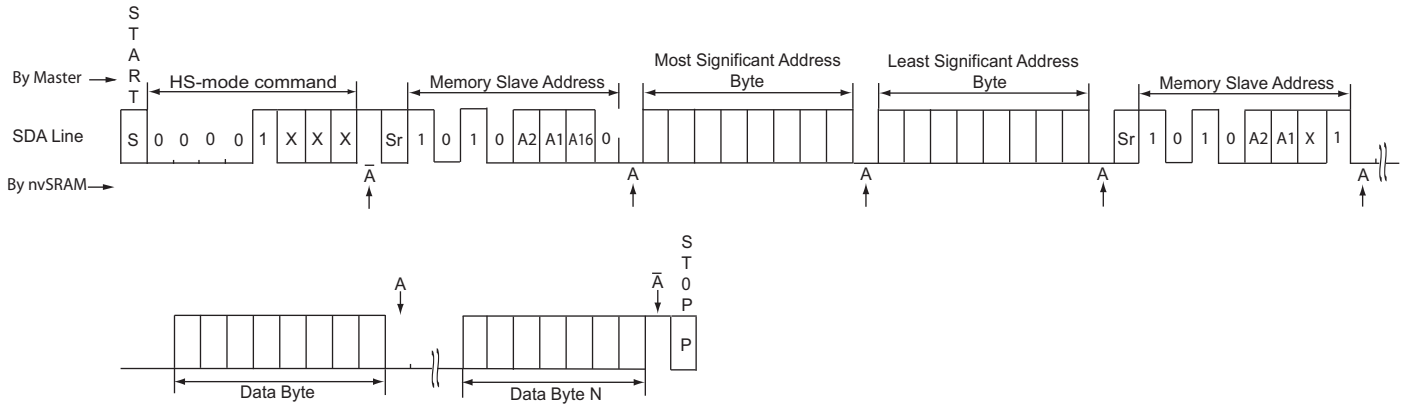 START
By Master
HS-mode command
Memory Slave Address
Most Significant Address
Byte
Least Significant Address
Byte
Memory Slave Address
SDA Line
S 0 0 0 0 1 X X X Sr 1 0 1 0 A2 A1 A16 0 Sr 1 0 1 0 A2 A1 X 1
By nvSRAM
A̅ A A A A
ST0P
A A̅
P
Data Byte
Data Byte N